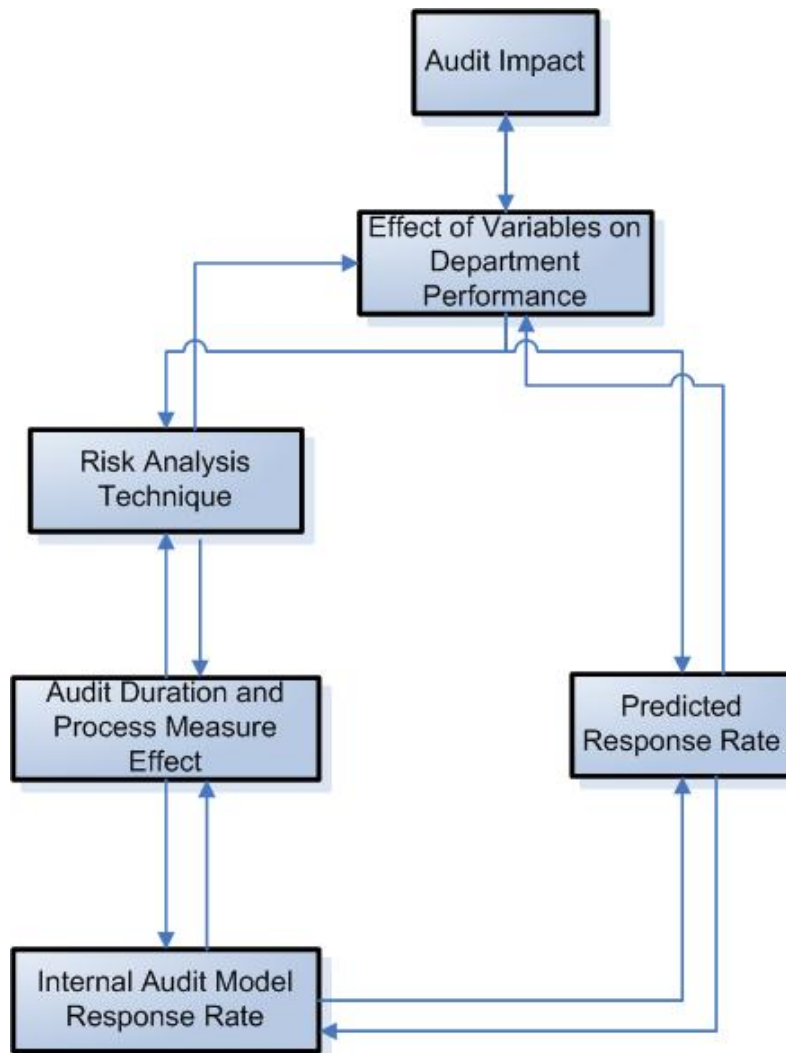 Audit Impact
Effect of Variables on
Department
Performance
Risk Analysis
Technique
Audit Duration and
Process Measure
Effect
Predicted
Response Rate
Internal Audit Model
Response Rate